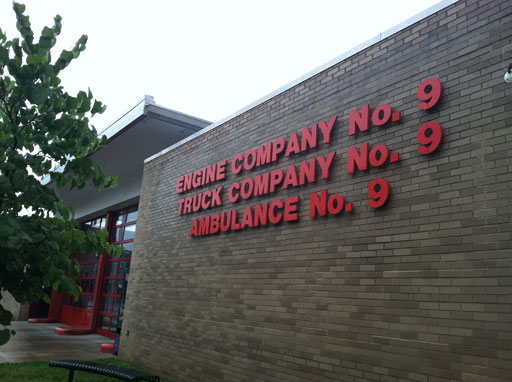 ENGINE COMPANY No. 9
TRUCK COMPANY No. 9
AMBULANCE No. 9